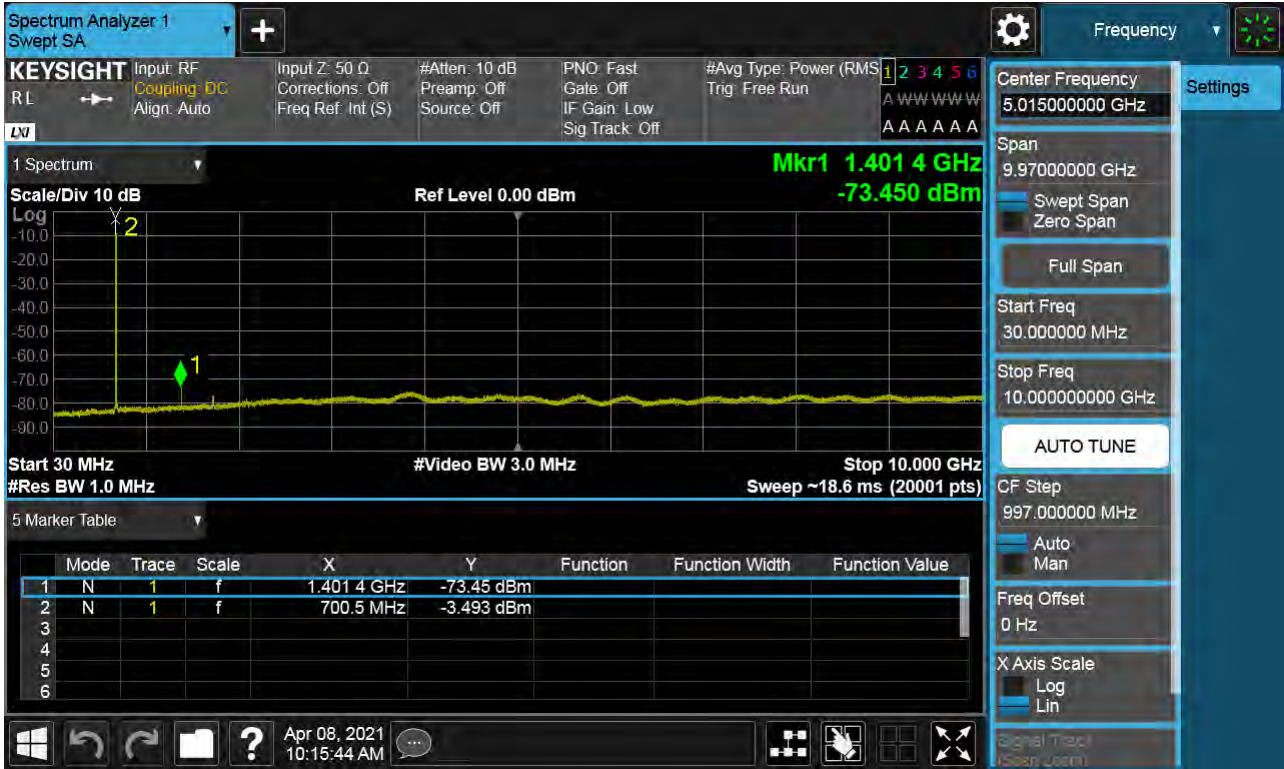 Spectrum Analyzer 1
Swept SA
+
Frequency
KEYSIGHT
RL
LXI
Input: RF
Coupling: DC
Align: Auto
Input Z: 50 Ω
Corrections: Off
Freq Ref: Int (S)
#Atten: 10 dB
Preamp: Off
Source: Off
PNO: Fast
Gate: Off
IF Gain: Low
Sig Track: Off
#Avg Type: Power (RMS
Trig: Free Run
1 2 3 4 5 6
A W W W W W
A A A A A A
1 Spectrum
Mkr1 1.401 4 GHz
Scale/Div 10 dB
Ref Level 0.00 dBm
-73.450 dBm
Log
2
-10.0
-20.0
-30.0
-40.0
-50.0
-60.0
1
-70.0
-80.0
-90.0
Start 30 MHz
#Video BW 3.0 MHz
Stop 10.000 GHz
#Res BW 1.0 MHz
Sweep ~18.6 ms (20001 pts)
5 Marker Table
Mode Trace Scale X Y Function Function Width Function Value
1 N 1 f 1.401 4 GHz -73.45 dBm
2 N 1 f 700.5 MHz -3.493 dBm
3
4
5
6
?
Apr 08, 2021
10:15:44 AM
Center Frequency
5.015000000 GHz
Settings
Span
9.97000000 GHz
Swept Span
Zero Span
Full Span
Start Freq
30.000000 MHz
Stop Freq
10.000000000 GHz
AUTO TUNE
CF Step
997.000000 MHz
Auto
Man
Freq Offset
0 Hz
X Axis Scale
Log
Lin
Signal Track
(Span Zoom)